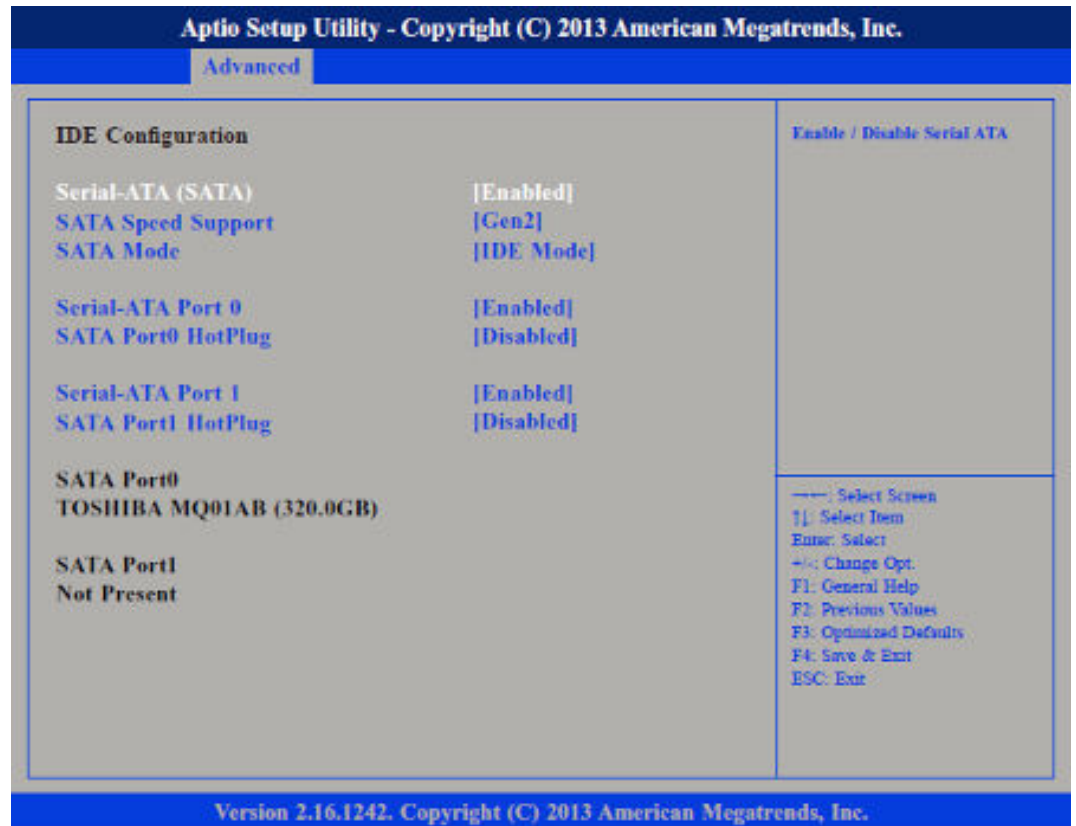 Aptio Setup Utility - Copyright (C) 2013 American Megatrends, Inc.
Advanced
IDE Configuration
Serial-ATA (SATA) [Enabled]
SATA Speed Support [Gen2]
SATA Mode [IDE Mode]
Serial-ATA Port 0 [Enabled]
SATA Port0 HotPlug [Disabled]
Serial-ATA Port 1 [Enabled]
SATA Port1 HotPlug [Disabled]
SATA Port0
TOSHIBA MQ01AB (320.0GB)
SATA Port1
Not Present
Enable / Disable Serial ATA
→←: Select Screen
↑↓: Select Item
Enter: Select
+/-: Change Opt.
F1: General Help
F2: Previous Values
F3: Optimized Defaults
F4: Save & Exit
ESC: Exit
Version 2.16.1242. Copyright (C) 2013 American Megatrends, Inc.